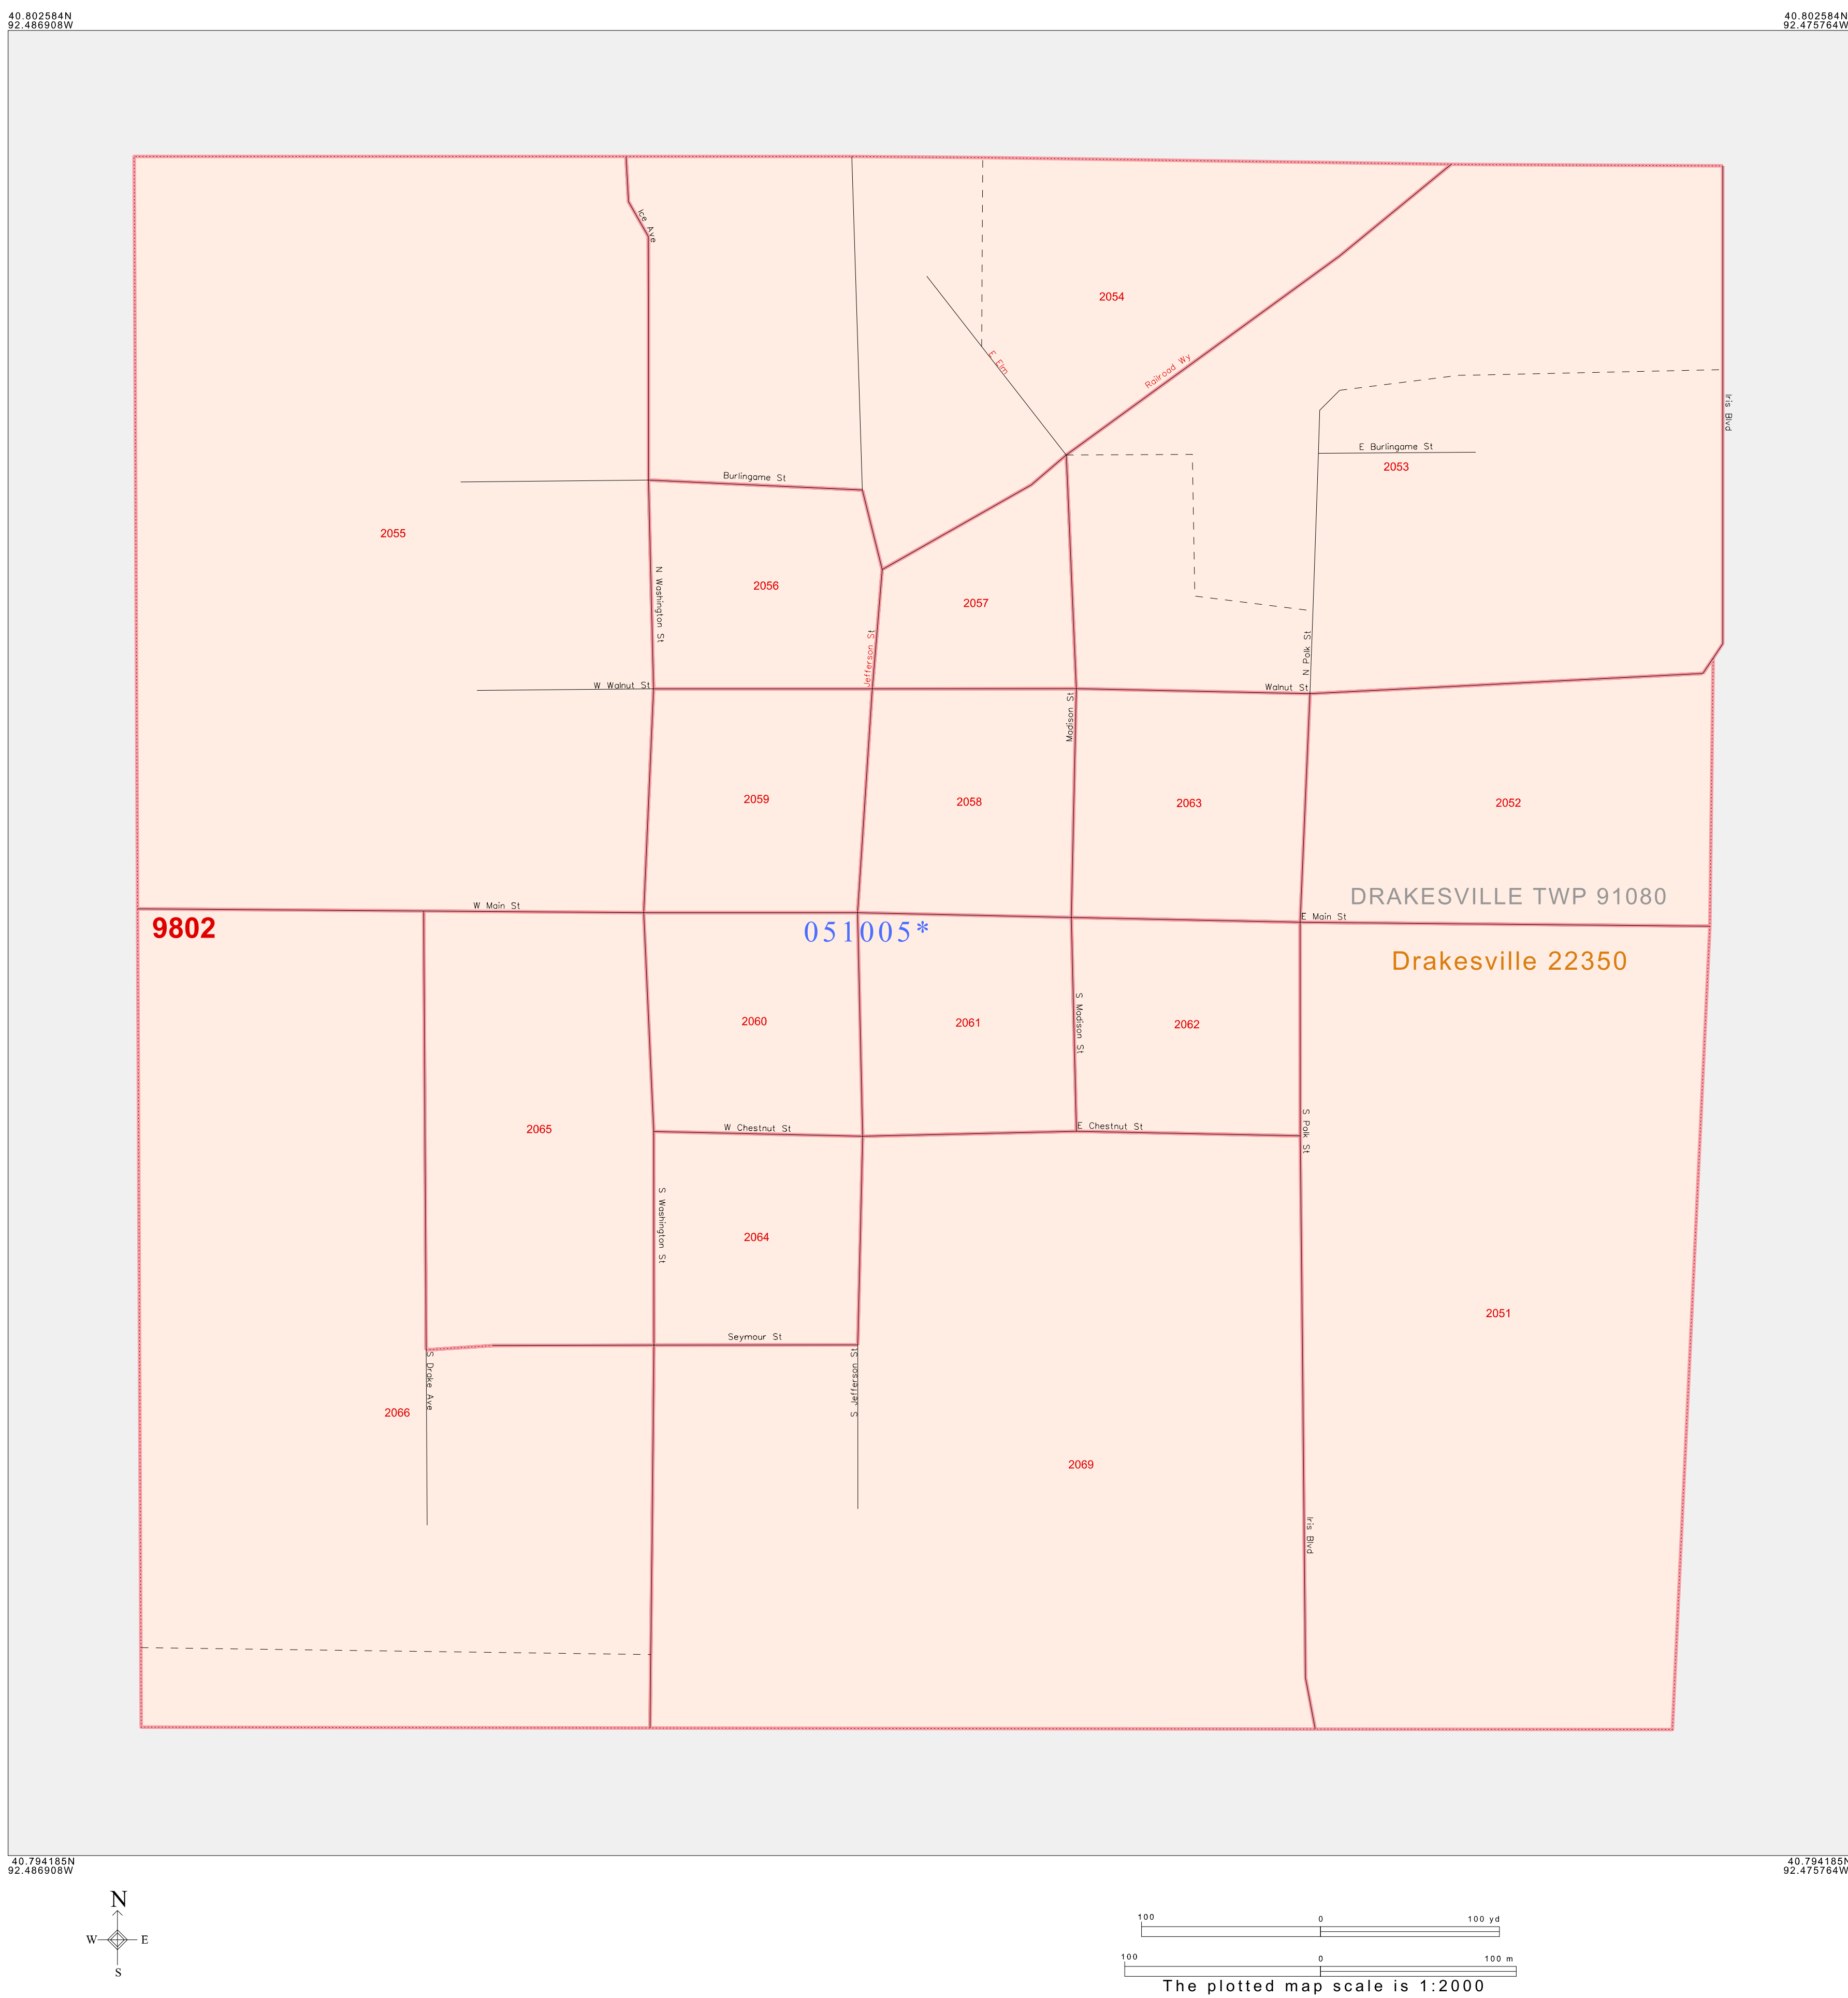 40.802584N
92.486908W
40.802584N
92.475764W
Ice Ave
2054
E Elm
Railroad Wy
Iris Blvd
E Burlingame St
2053
Burlingame St
2055
N Washington St
2056
2057
Jefferson St
N Polk St
W Walnut St
Walnut St
Madison St
2059
2058
2063
2052
DRAKESVILLE TWP 91080
W Main St
E Main St
9802
051005*
Drakesville 22350
2060
2061
S Madison St
2062
2065
W Chestnut St
E Chestnut St
S Polk St
S Washington St
2064
2051
Seymour St
S Drake Ave
S Jefferson St
2066
2069
Iris Blvd
40.794185N
92.486908W
40.794185N
92.475764W
N
W
E
S
100 0 100 yd
100 0 100 m
The plotted map scale is 1:2000